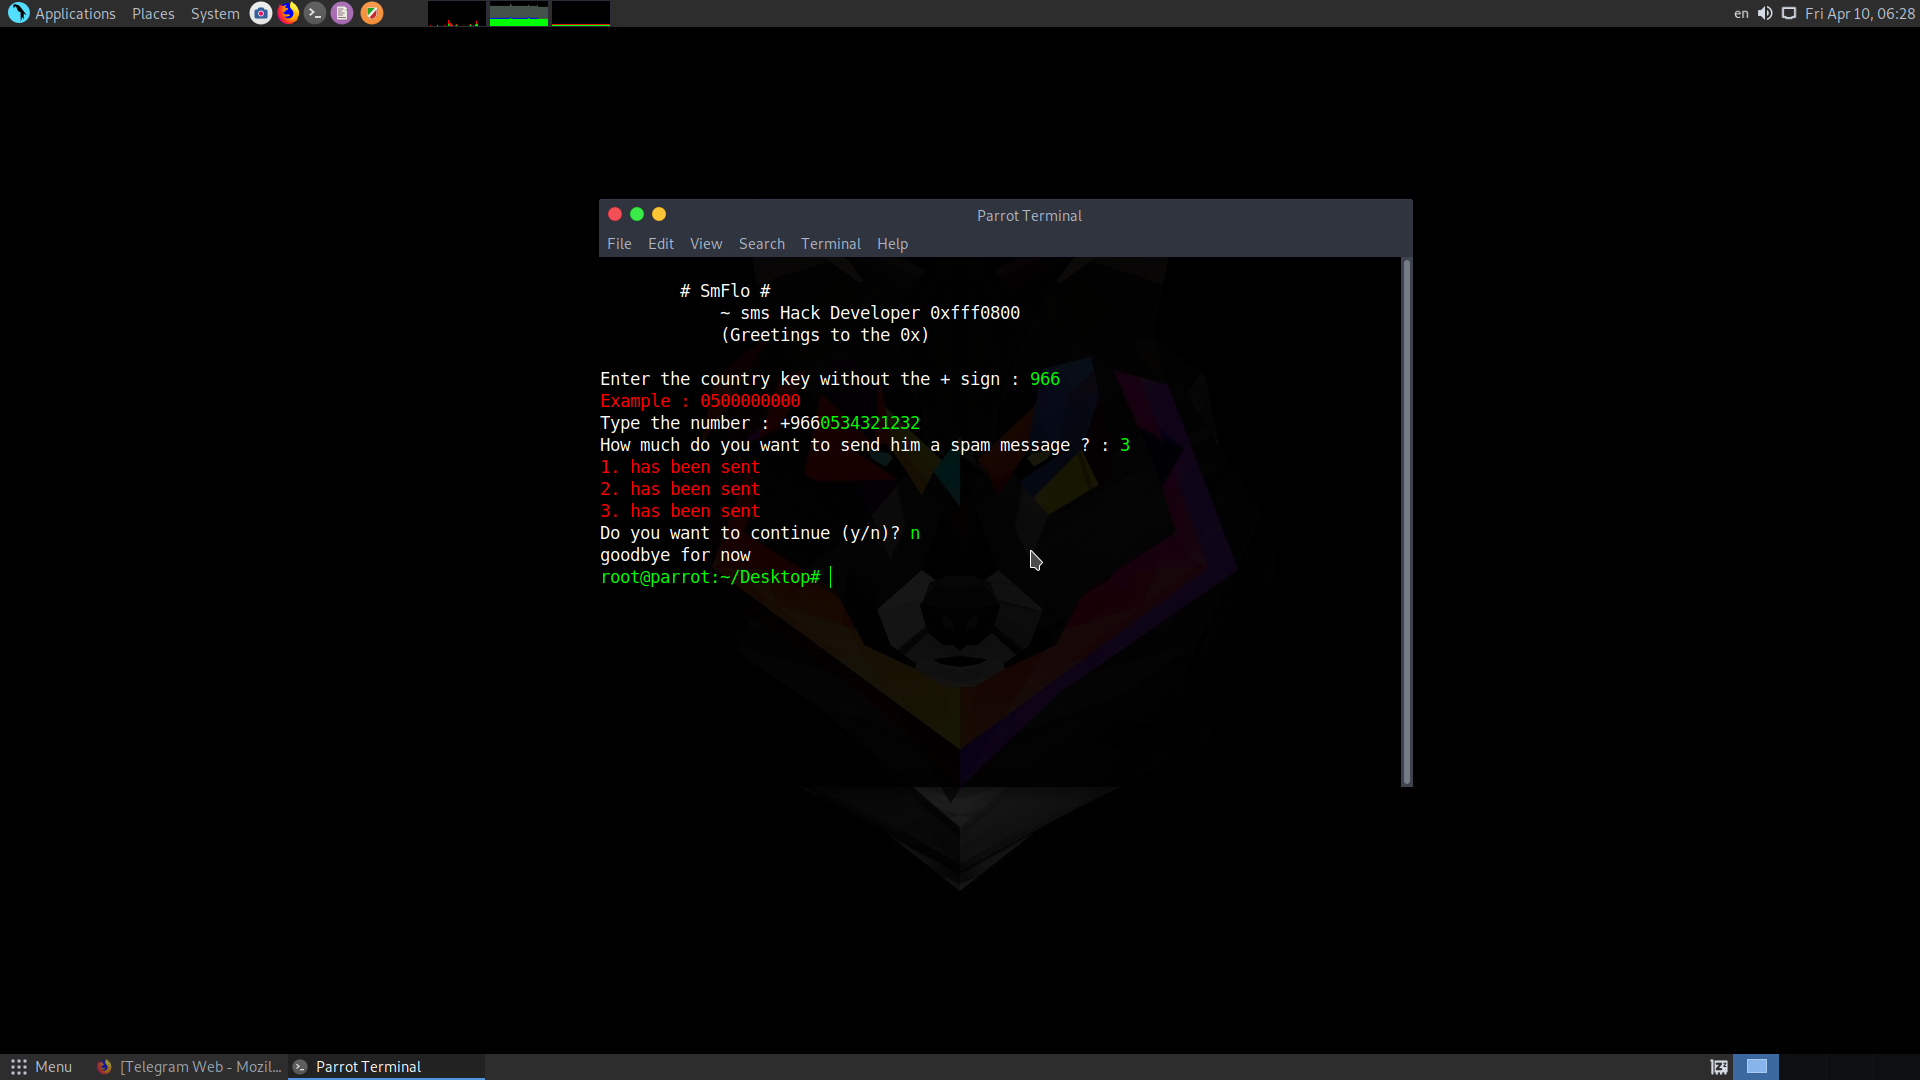 Applications Places System en Fri Apr 10, 06:28
Parrot Terminal
File Edit View Search Terminal Help
# SmFlo #
~ sms Hack Developer 0xfff0800
(Greetings to the 0x)
Enter the country key without the + sign : 966
Example : 0500000000
Type the number : +9660534321232
How much do you want to send him a spam message ? : 3
1. has been sent
2. has been sent
3. has been sent
Do you want to continue (y/n)? n
goodbye for now
root@parrot:~/Desktop#
Menu [Telegram Web - Mozil... Parrot Terminal